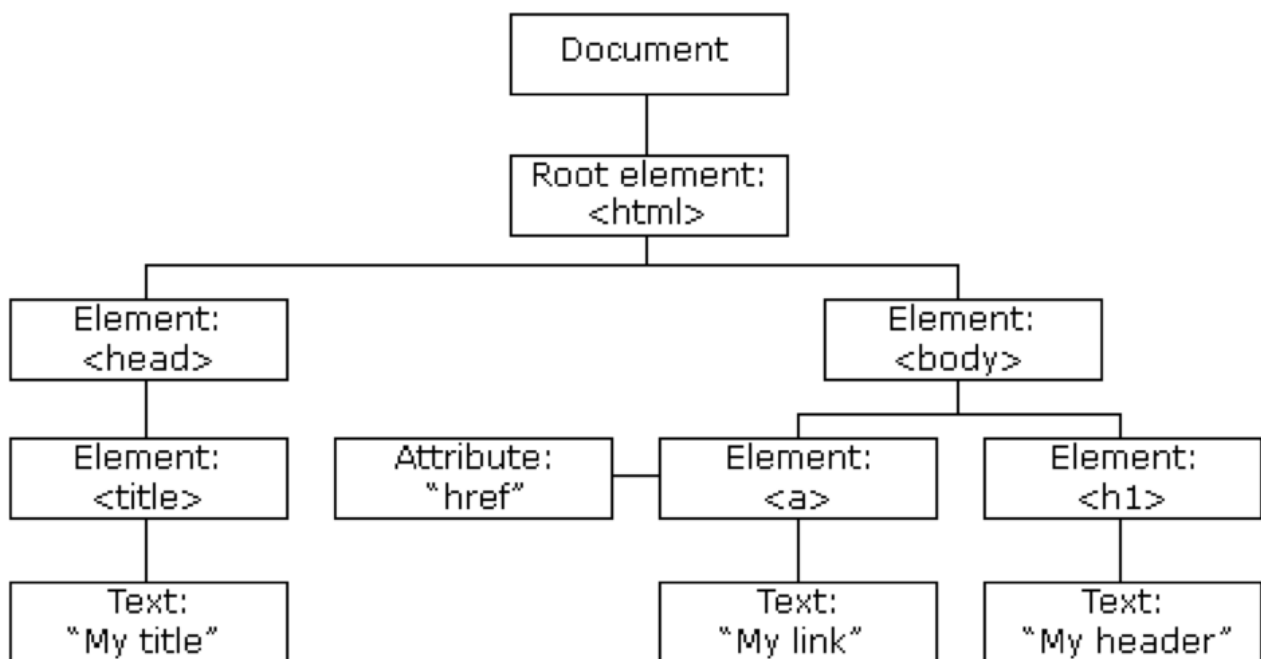 Document
Root element:
<html>
Element:
<head>
Element:
<body>
Element:
<title>
Attribute:
“href”
Element:
<a>
Element:
<h1>
Text:
“My title”
Text:
“My link”
Text:
“My header”